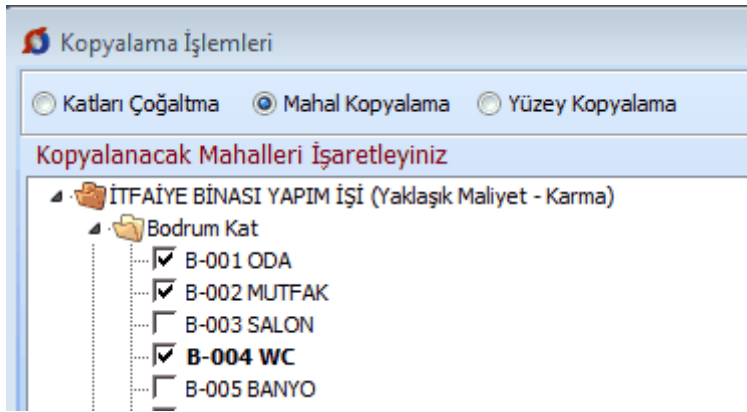 Kopyalama İşlemleri
Katları Çoğaltma Mahal Kopyalama Yüzey Kopyalama
Kopyalanacak Mahalleri İşaretleyiniz
İTFAİYE BİNASI YAPIM İŞİ (Yaklaşık Maliyet - Karma)
Bodrum Kat
B-001 ODA
B-002 MUTFAK
B-003 SALON
B-004 WC
B-005 BANYO